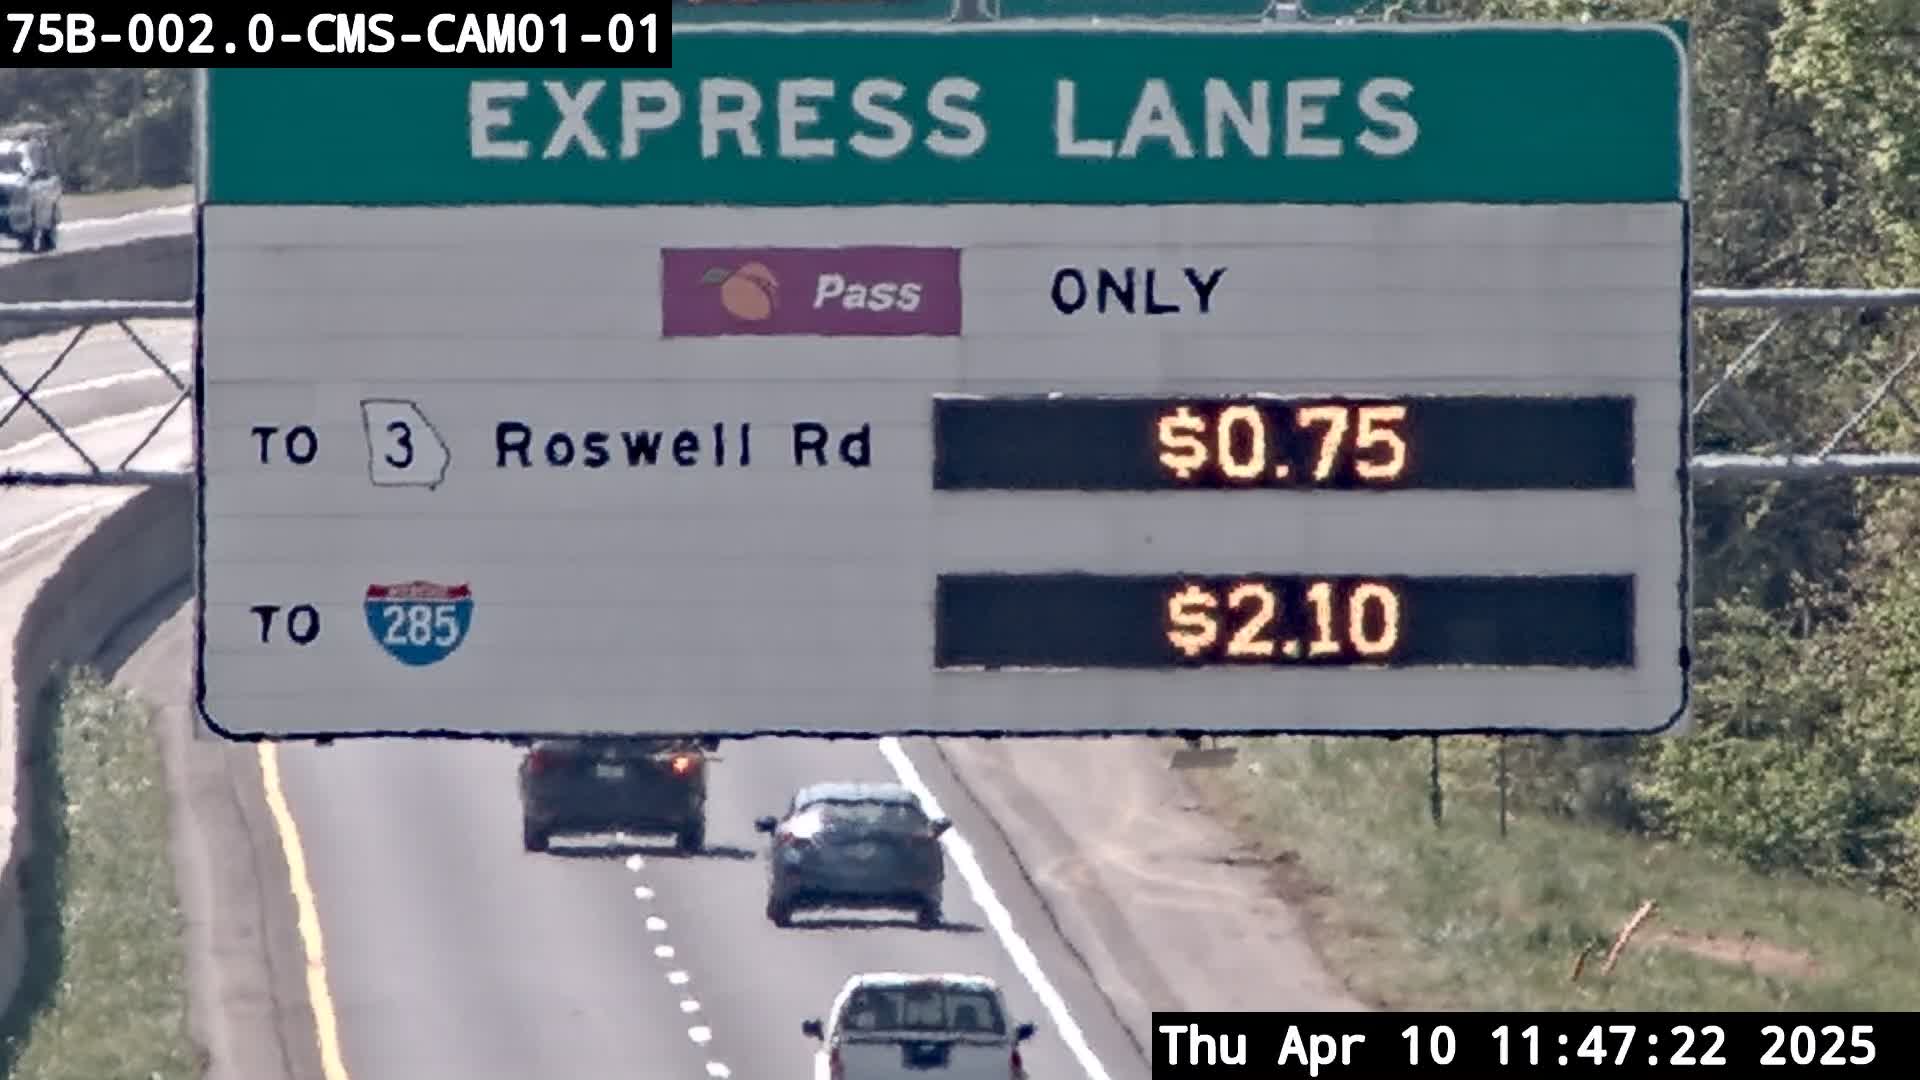 75B-002.0-CMS-CAM01-01
EXPRESS LANES
Pass ONLY
TO 3 Roswell Rd $0.75
TO 285 $2.10
Thu Apr 10 11:47:22 2025